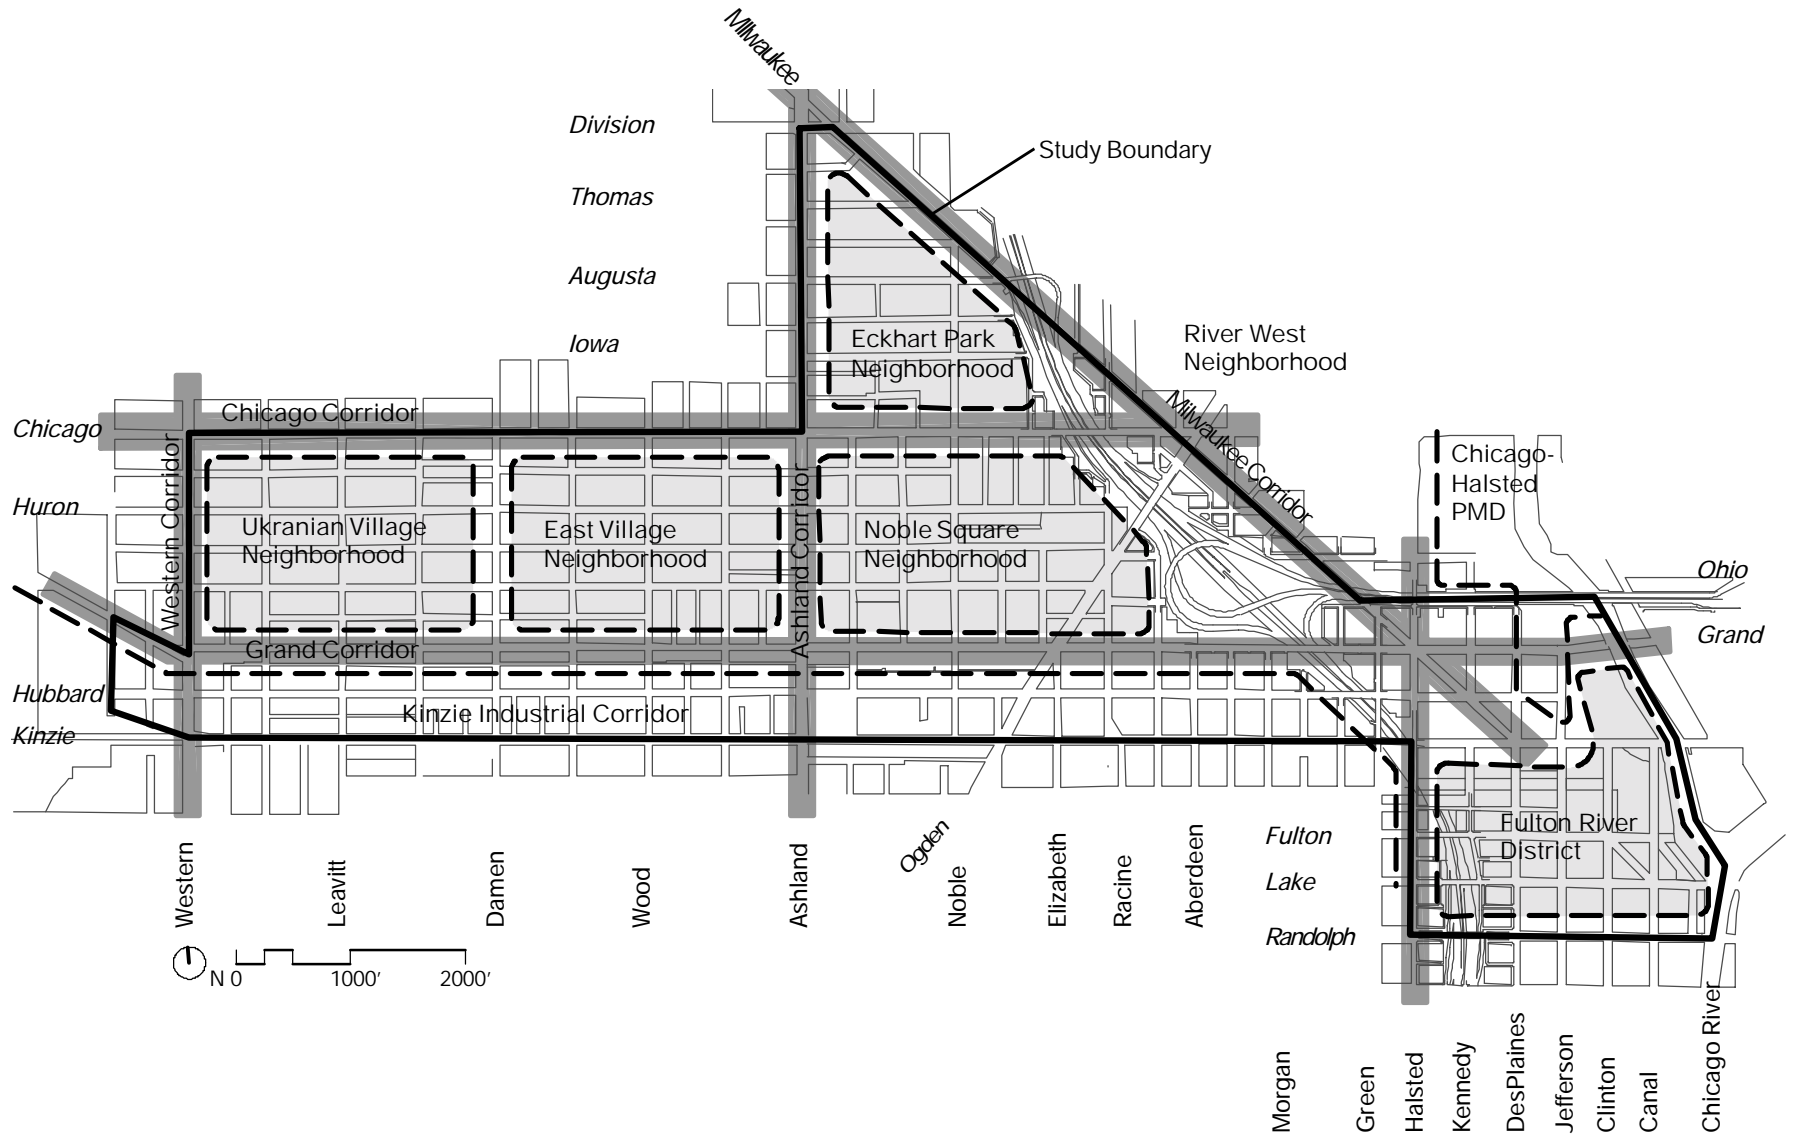 Milwaukee
Division
Study Boundary
Thomas
Augusta
Iowa
Eckhart Park
Neighborhood
River West
Neighborhood
Chicago Corridor
Chicago
Milwaukee Corridor
Chicago-
Halsted
PMD
Western Corridor
Huron
Ukranian Village
Neighborhood
East Village
Neighborhood
Ashland Corridor
Noble Square
Neighborhood
Ohio
Grand
Grand Corridor
Hubbard
Kinzie Industrial Corridor
Kinzie
Fulton River
District
Fulton
Lake
Randolph
Western
Leavitt
Damen
Wood
Ashland
Ogden
Noble
Elizabeth
Racine
Aberdeen
N 0 1000' 2000'
Morgan
Green
Halsted
Kennedy
DesPlaines
Jefferson
Clinton
Canal
Chicago River